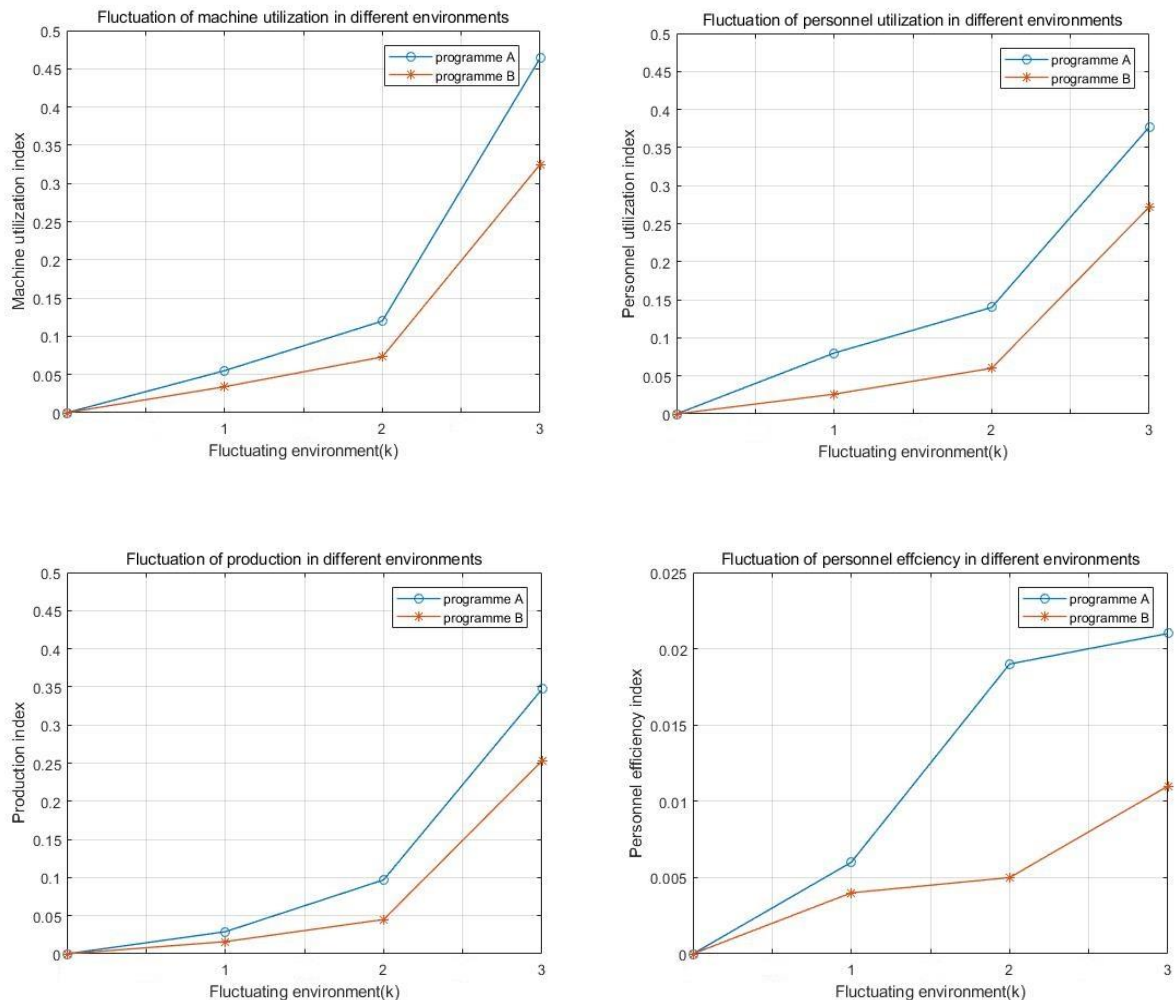 Fluctuation of machine utilization in different environments
0.5
0.45
0.4
0.35
0.3
0.25
0.2
0.15
0.1
0.05
0
Machine utilization index
programme A
programme B
1 2 3
Fluctuating environment(k)
Fluctuation of personnel utilization in different environments
0.5
0.45
0.4
0.35
0.3
0.25
0.2
0.15
0.1
0.05
0
Personnel utilization index
programme A
programme B
1 2 3
Fluctuating environment(k)
Fluctuation of production in different environments
0.5
0.45
0.4
0.35
0.3
0.25
0.2
0.15
0.1
0.05
0
Production index
programme A
programme B
1 2 3
Fluctuating environment(k)
Fluctuation of personnel effciency in different environments
0.025
0.02
0.015
0.01
0.005
0
Personnel efficiency index
programme A
programme B
1 2 3
Fluctuating environment(k)